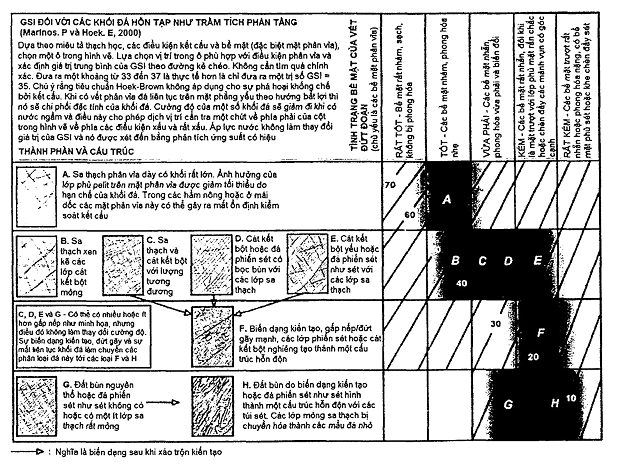 GSI ĐỐI VỚI CÁC KHỐI ĐÁ HỖN TẠP NHƯ TRẦM TÍCH PHÂN TẦNG
(Marinos. P và Hoek. E, 2000)
Dựa theo miêu tả thạch học, các điều kiện kết cấu và bề mặt (đặc biệt mặt phân vỉa),
chọn một ô trong hình vẽ. Lựa chọn vị trí trong ô phù hợp với điều kiện phân vỉa và
xác định giá trị trung bình của GSI theo đường kẻ chéo. Không cần tìm quá chính
xác. Đưa ra một khoảng từ 33 đến 37 là thực tế hơn là chỉ đưa ra một trị số GSI =
35. Chú ý rằng tiêu chuẩn Hoek-Brown không áp dụng cho sự phá hoại khống chế
bởi kết cấu. Khi có vết phân vỉa đá liên tục trên mặt phẳng yếu theo hướng bất lợi thì
nó sẽ chi phối đặc tính của khối đá. Cường độ của một số khối đá sẽ giảm đi khi có
nước ngầm và điều này cho phép dịch vị trí cần tra một chút về phía phải của cột
trong hình vẽ về phía các điều kiện xấu và rất xấu. Áp lực nước không làm thay đổi
giá trị của GSI và nó được xét đến bằng phân tích ứng suất có hiệu
THÀNH PHẦN VÀ CẤU TRÚC
TÌNH TRẠNG BỀ MẶT CỦA VẾT
ĐỨT ĐOẠN
(chủ yếu là các bề mặt phân vỉa)
RẤT TỐT - Bề mặt rất nhám, sạch,
không bị phong hóa
TỐT - Các bề mặt nhám, phong hóa
nhẹ
VỪA PHẢI - Các bề mặt nhẵn,
phong hóa vừa phải và biến đổi
KÉM - Các bề mặt rất nhẵn, đôi khi
là mặt trượt với lớp phủ mặt rắn chắc
hoặc chèn đầy các mảnh vụn có góc
cạnh
RẤT KÉM - Các bề mặt trượt rất
nhẵn hoặc phong hóa nặng, có bề
mặt phủ sét hoặc khe chèn đầy sét
A. Sa thạch phân vỉa dày có khối rất lớn. Ảnh hưởng của
lớp phủ pelit trên mặt phân vỉa được giảm tối thiểu do
hạn chế của khối đá. Trong các hầm nông hoặc ở mái
dốc các mặt phân vỉa này có thể gây ra mất ổn định kiểm
soát kết cấu
70
60
A
B. Sa
thạch xen
kẽ các
lớp cát
kết bột
mỏng
C. Sa
thạch và
cát kết bột
với lượng
tương
đương
D. Cát kết
bột hoặc đá
phiến sét có
bọc bùn với
các lớp sa
thạch
E. Cát kết
bột yếu hoặc
đá phiến sét
như sét với
các lớp sa
thạch
B C D E
40
C, D, E và G - Có thể có nhiều hoặc ít
hơn gấp nếp như minh họa, nhưng
điều đó không làm thay đổi cường độ.
Sự biến dạng kiến tạo, đứt gãy và sự
mất liên tục khối đá làm chuyển các
phân loại đá này tới các loại F và H
F. Biến dạng kiến tạo, gấp nếp/đứt
gãy mạnh, các lớp phiến sét hoặc cát
kết bột nghiêng tạo thành một cấu
trúc hỗn độn
30
F
20
G. Đất bùn nguyên
thổ hoặc đá phiến
sét như sét không có
hoặc có một ít lớp sa
thạch rất mỏng
H. Đất bùn do biến dạng kiến tạo
hoặc đá phiến sét như sét hình
thành một cấu trúc hỗn độn với các
túi sét. Các lớp mỏng sa thạch bị
chuyển hóa thành các mẩu đá nhỏ
G H 10
: Nghĩa là biến dạng sau khi xáo trộn kiến tạo